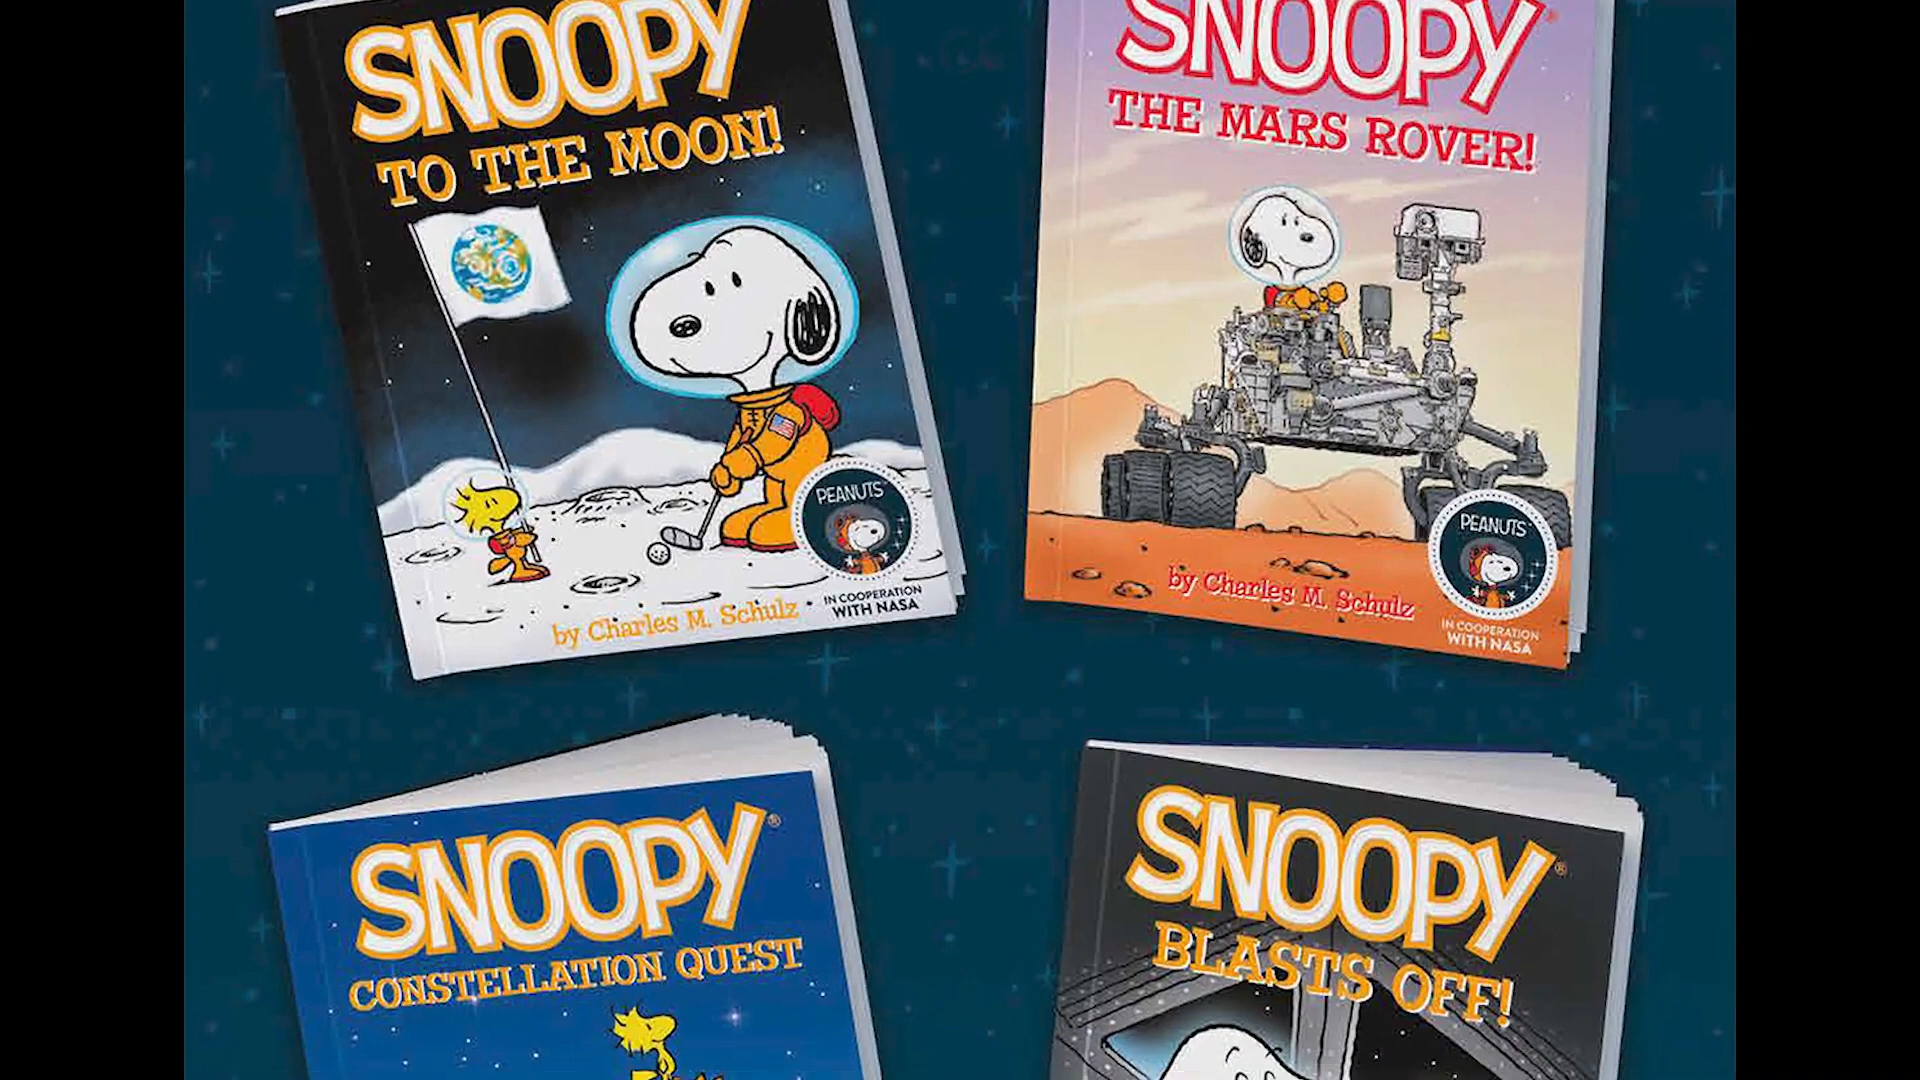 SNOOPY
TO THE MOON!
PEANUTS
by Charles M. Schulz
IN COOPERATION
WITH NASA
SNOOPY®
THE MARS ROVER!
PEANUTS
by Charles M. Schulz
IN COOPERATION
WITH NASA
SNOOPY®
CONSTELLATION QUEST
SNOOPY®
BLASTS OFF!